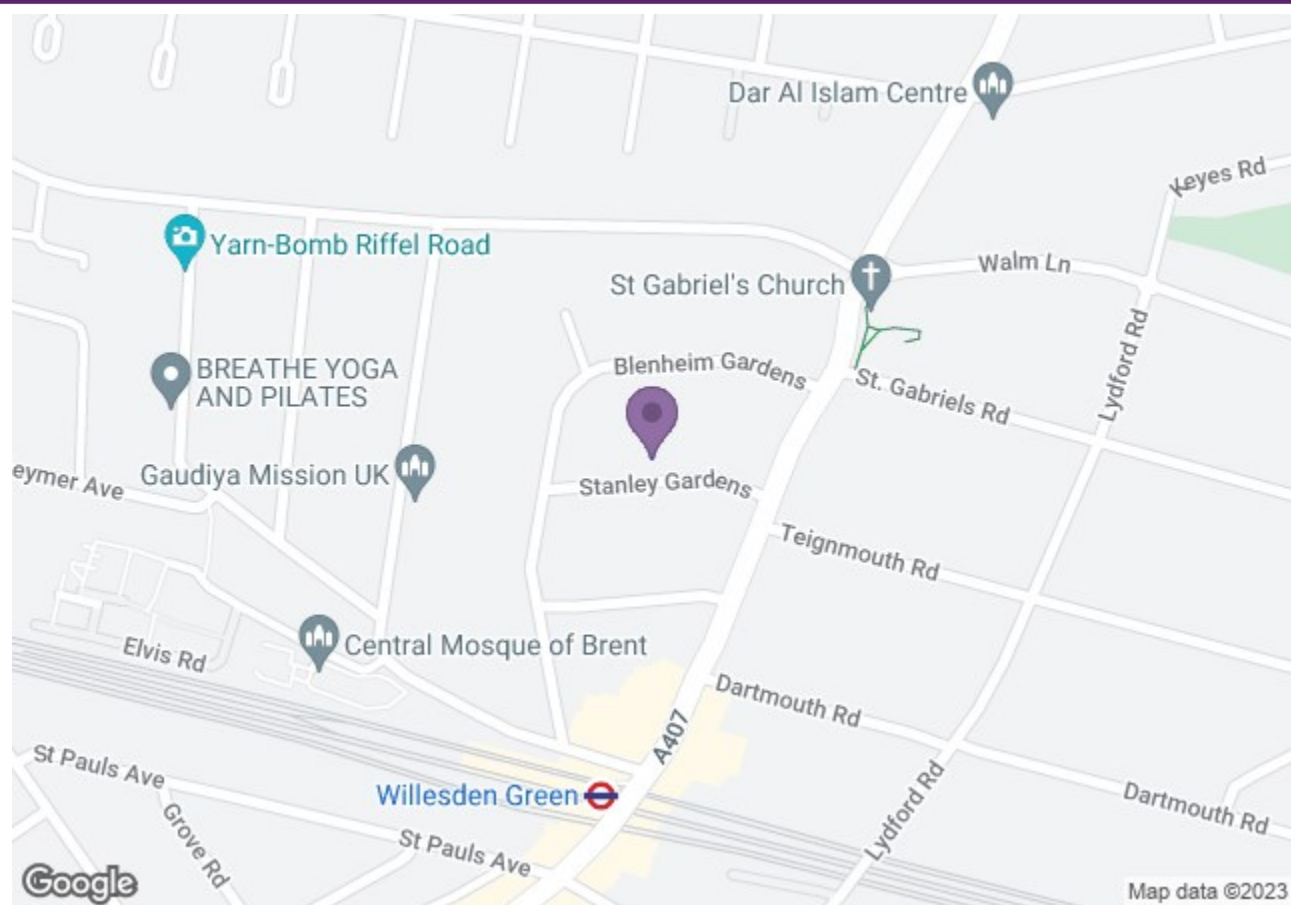 Dar Al Islam Centre
Keyes Rd
Yarn-Bomb Riffel Road
Walm Ln
St Gabriel's Church
Lydford Rd
Blenheim Gardens
BREATHE YOGA
AND PILATES
St. Gabriels Rd
Gaudiya Mission UK
eymer Ave
Stanley Gardens
Teignmouth Rd
Central Mosque of Brent
Elvis Rd
Dartmouth Rd
A407
St Pauls Ave
Willesden Green
Lydford Rd
Dartmouth Rd
Grove Rd
St Pauls Ave
Google
Map data ©2023